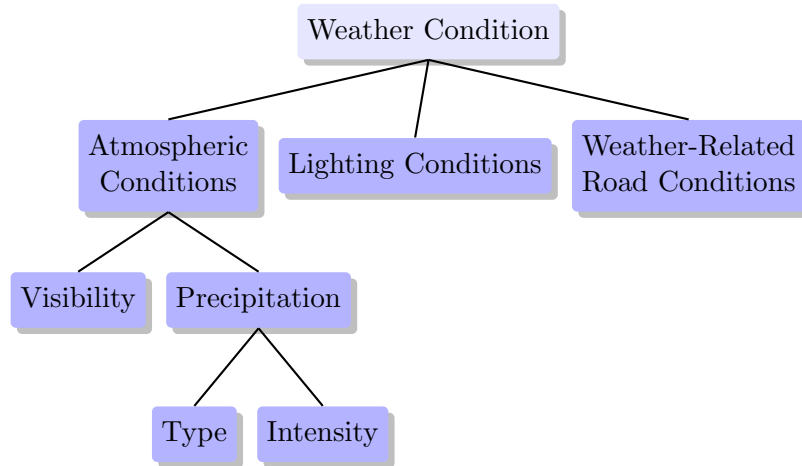 Weather Condition
Atmospheric
Conditions
Lighting Conditions
Weather-Related
Road Conditions
Visibility
Precipitation
Type
Intensity